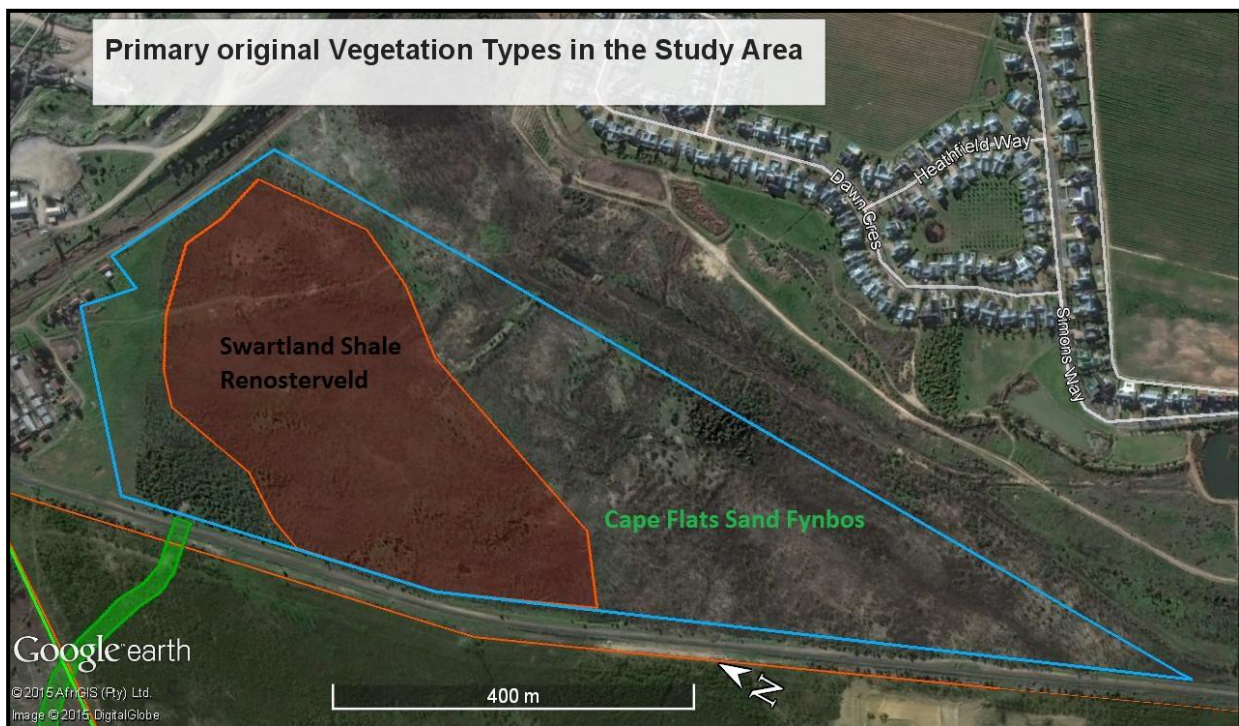 Primary original Vegetation Types in the Study Area
Heathfield Way
Dawn Cres
Simons Way
Swartland Shale
Renosterveld
Cape Flats Sand Fynbos
Google earth
©2015 AfriGIS (Pty) Ltd.
Image ©2015 DigitalGlobe
400 m
N